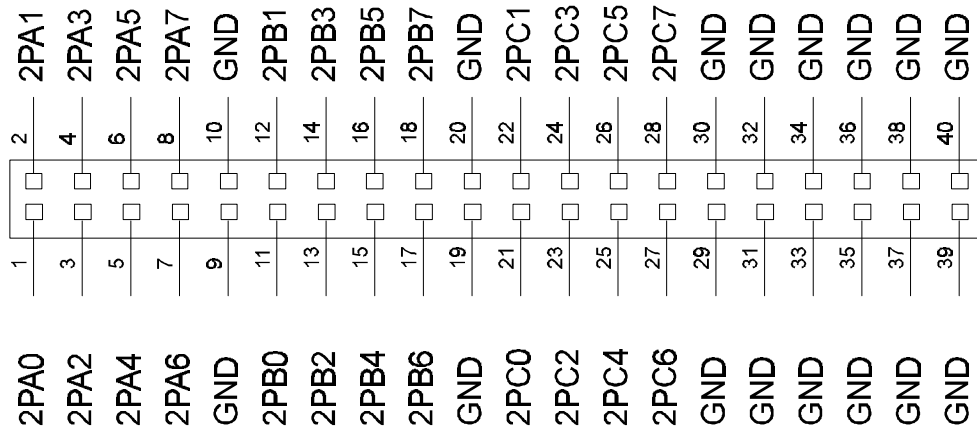 2PA1 2PA3 2PA5 2PA7 GND 2PB1 2PB3 2PB5 2PB7 GND 2PC1 2PC3 2PC5 2PC7 GND GND GND GND GND GND
2 4 6 8 10 12 14 16 18 20 22 24 26 28 30 32 34 36 38 40
1 3 5 7 9 11 13 15 17 19 21 23 25 27 29 31 33 35 37 39
2PA0 2PA2 2PA4 2PA6 GND 2PB0 2PB2 2PB4 2PB6 GND 2PC0 2PC2 2PC4 2PC6 GND GND GND GND GND GND